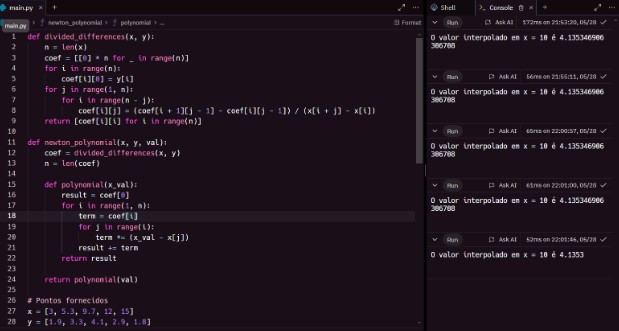 main.py
Shell
Console
main.py
newton_polynomial
polynomial
Format
1 def divided_differences(x, y):
2 n = len(x)
3 coef = [[0] * n for _ in range(n)]
4 for i in range(n):
5 coef[i][0] = y[i]
6 for j in range(1, n):
7 for i in range(n - j):
8 coef[i][j] = (coef[i + 1][j - 1] - coef[i][j - 1]) / (x[i + j] - x[i])
9 return [coef[i][i] for i in range(n)]
10
11 def newton_polynomial(x, y, val):
12 coef = divided_differences(x, y)
13 n = len(coef)
14
15 def polynomial(x_val):
16 result = coef[0]
17 for i in range(1, n):
18 term = coef[i]
19 for j in range(i):
20 term *= (x_val - x[j])
21 result += term
22 return result
23
24 return polynomial(val)
25
26 # Pontos fornecidos
27 x = [3, 5.3, 9.7, 12, 15]
28 y = [1.9, 3.3, 4.1, 2.9, 1.8]
Run Ask AI 172ms on 21:53:20, 05/28
O valor interpolado em x = 10 é 4.135346906
306708
Run Ask AI 56ms on 21:55:11, 05/28
O valor interpolado em x = 10 é 4.135346906
306708
Run Ask AI 65ms on 22:00:57, 05/28
O valor interpolado em x = 10 é 4.135346906
306708
Run Ask AI 61ms on 22:01:00, 05/28
O valor interpolado em x = 10 é 4.135346906
306708
Run Ask AI 52ms on 22:01:46, 05/28
O valor interpolado em x = 10 é 4.1353